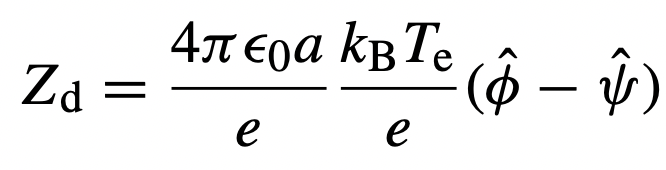 Z_d = \frac{4\pi\epsilon_0 a}{e} \frac{k_B T_e}{e} (\hat{\phi} - \hat{\psi})